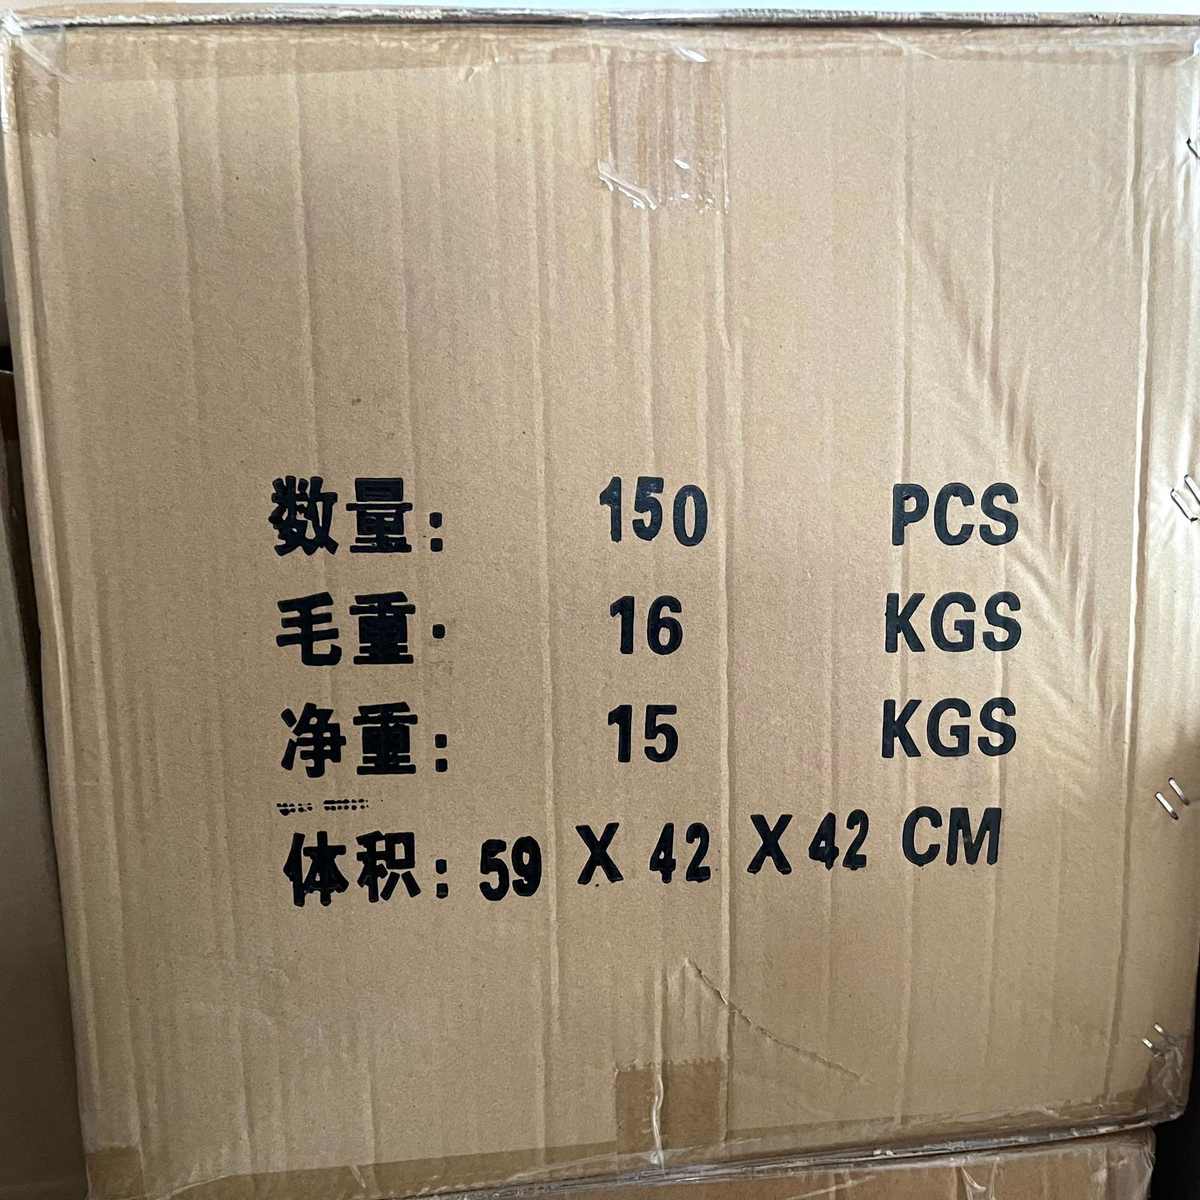 数量: 150 PCS
毛重· 16 KGS
净重: 15 KGS
体积: 59 X 42 X 42 CM